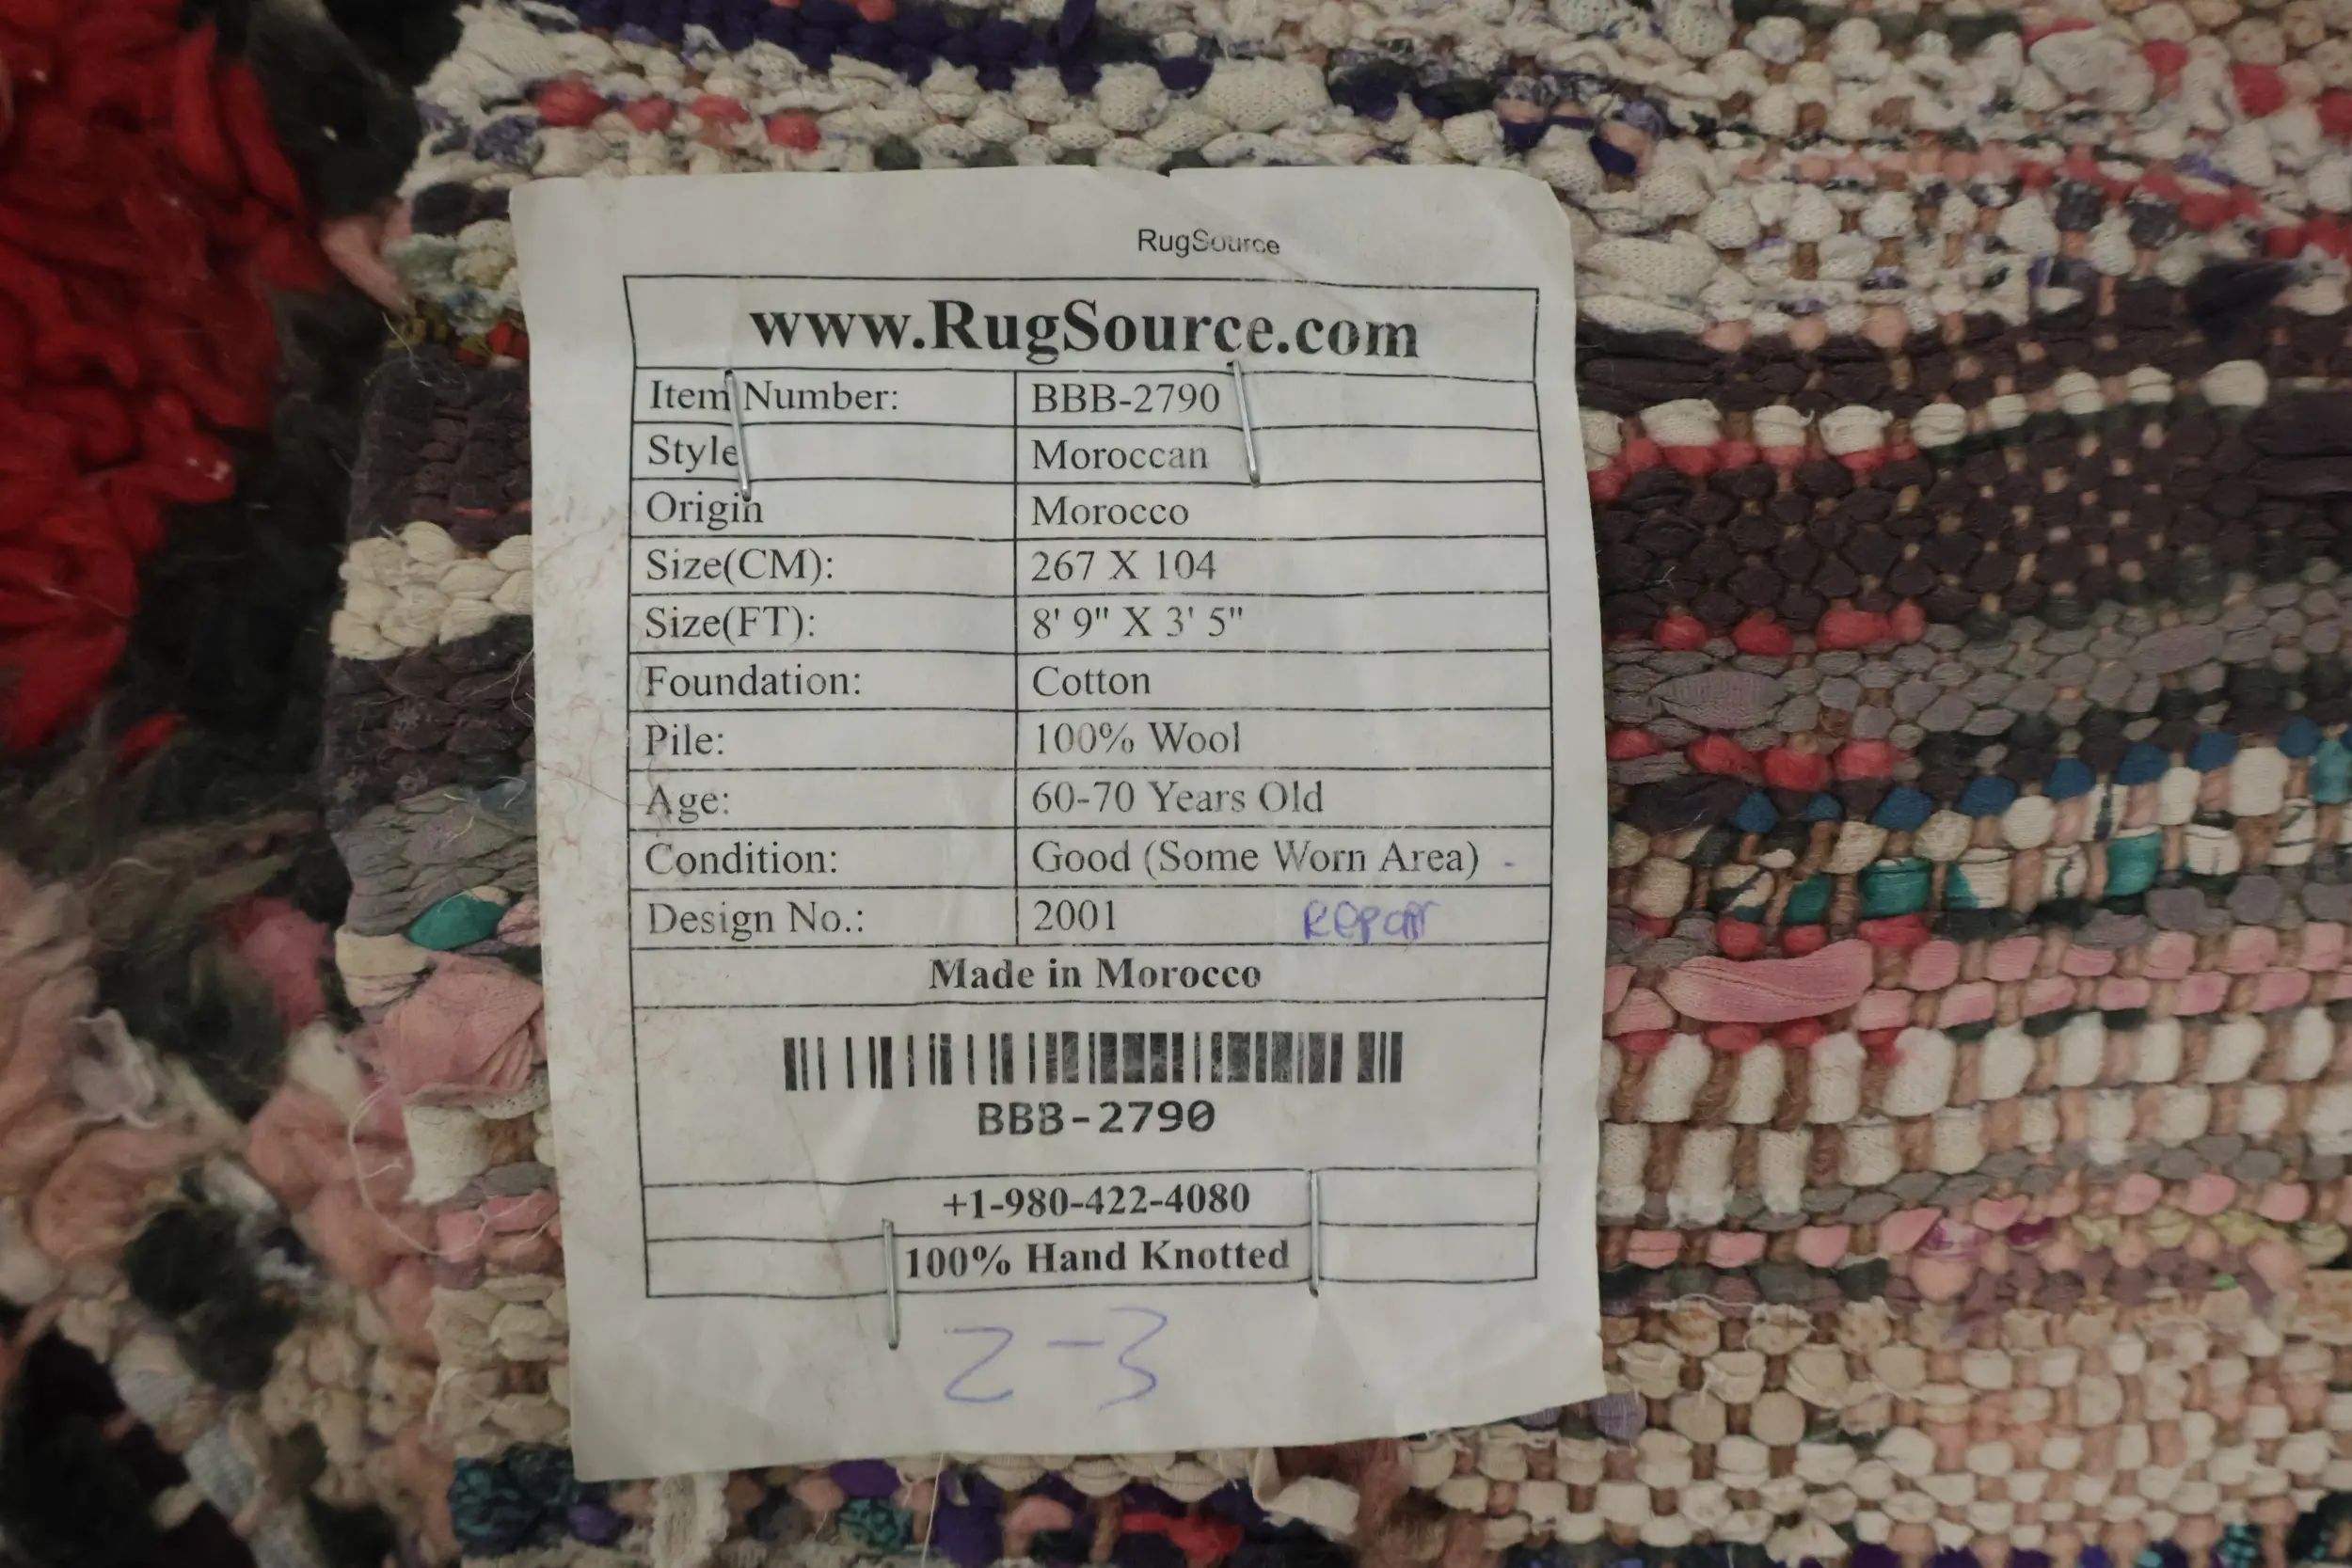 RugSource
www.RugSource.com
Item Number: BBB-2790
Style Moroccan
Origin Morocco
Size(CM): 267 X 104
Size(FT): 8' 9" X 3' 5"
Foundation: Cotton
Pile: 100% Wool
Age: 60-70 Years Old
Condition: Good (Some Worn Area) -
Design No.: 2001 REPair
Made in Morocco
BBB-2790
+1-980-422-4080
100% Hand Knotted
2-3